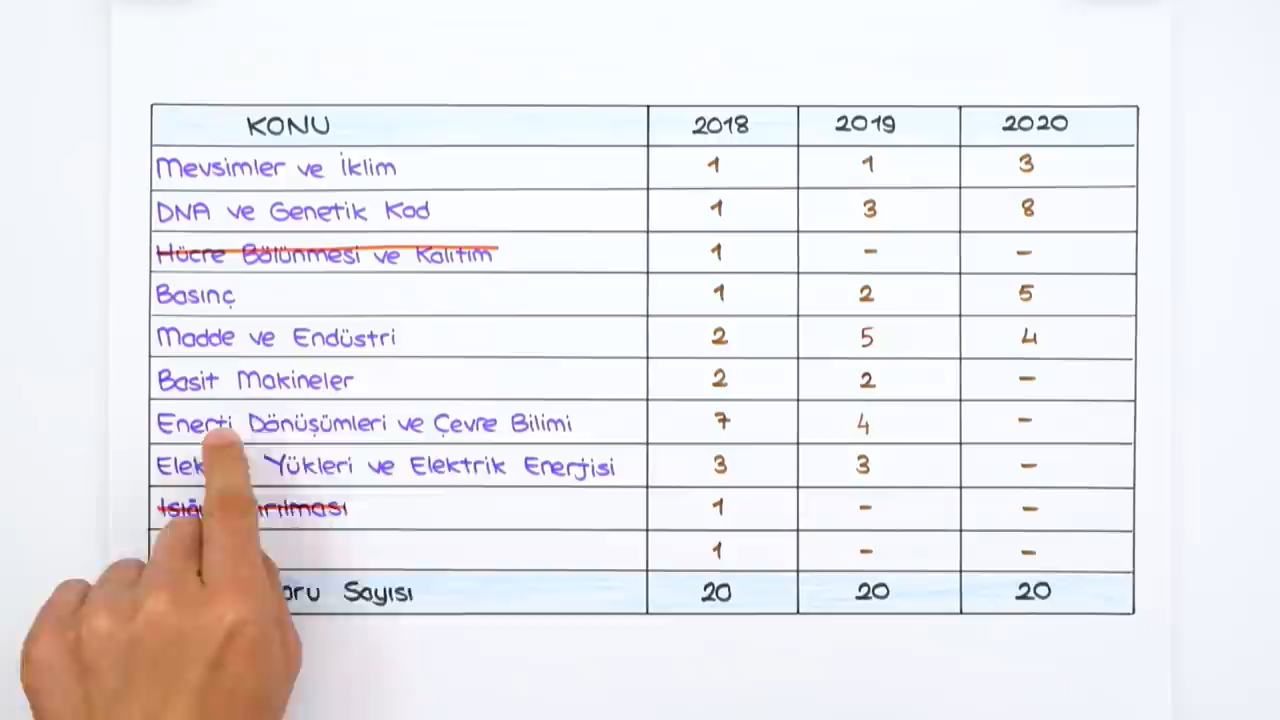 KONU 2018 2019 2020
Mevsimler ve İklim 1 1 3
DNA ve Genetik Kod 1 3 8
Hücre Bölünmesi ve Kalıtım 1 - -
Basınç 1 2 5
Madde ve Endüstri 2 5 4
Basit Makineler 2 2 -
Dönüşümleri ve Çevre Bilimi 7 4 -
Yükleri ve Elektrik Enerjisi 3 3 -
1 - -
1 - -
Sayısı 20 20 20